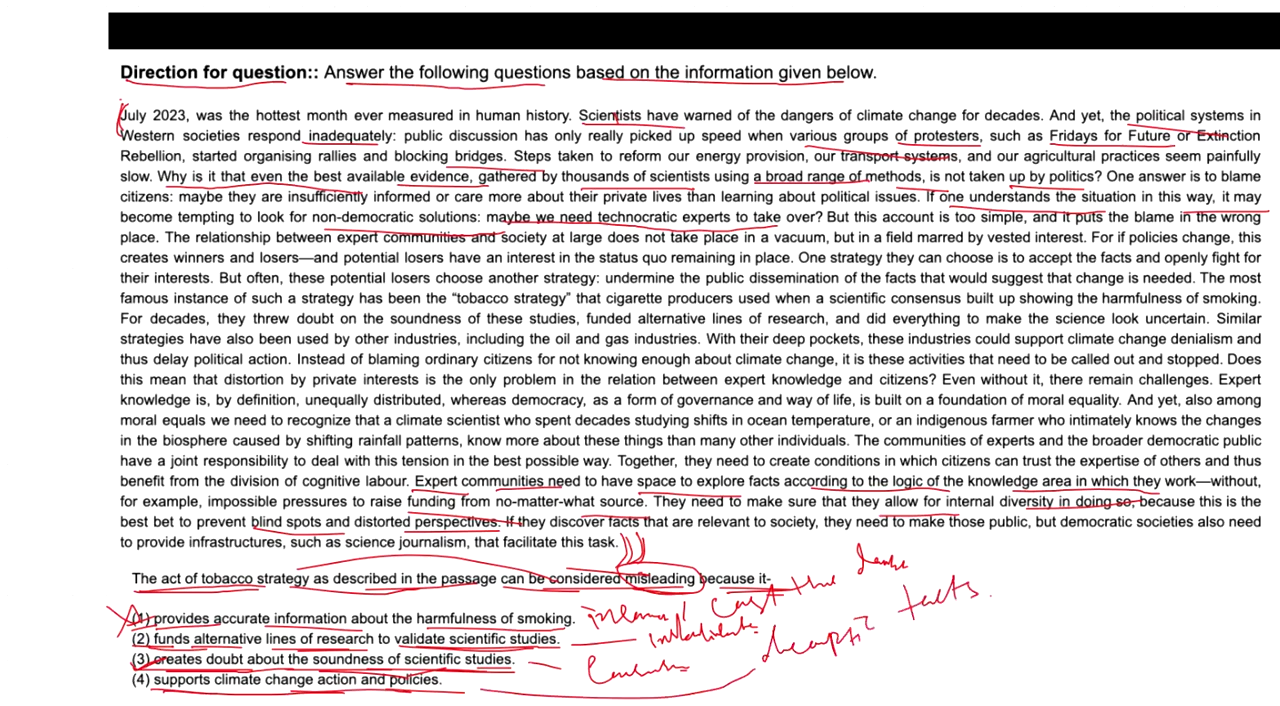 Direction for question:: Answer the following questions based on the information given below.
July 2023, was the hottest month ever measured in human history. Scientists have warned of the dangers of climate change for decades. And yet, the political systems in
Western societies respond inadequately: public discussion has only really picked up speed when various groups of protesters, such as Fridays for Future or Extinction
Rebellion, started organising rallies and blocking bridges. Steps taken to reform our energy provision, our transport systems, and our agricultural practices seem painfully
slow. Why is it that even the best available evidence, gathered by thousands of scientists using a broad range of methods, is not taken up by politics? One answer is to blame
citizens: maybe they are insufficiently informed or care more about their private lives than learning about political issues. If one understands the situation in this way, it may
become tempting to look for non-democratic solutions: maybe we need technocratic experts to take over? But this account is too simple, and it puts the blame in the wrong
place. The relationship between expert communities and society at large does not take place in a vacuum, but in a field marred by vested interest. For if policies change, this
creates winners and losers—and potential losers have an interest in the status quo remaining in place. One strategy they can choose is to accept the facts and openly fight for
their interests. But often, these potential losers choose another strategy: undermine the public dissemination of the facts that would suggest that change is needed. The most
famous instance of such a strategy has been the “tobacco strategy” that cigarette producers used when a scientific consensus built up showing the harmfulness of smoking.
For decades, they threw doubt on the soundness of these studies, funded alternative lines of research, and did everything to make the science look uncertain. Similar
strategies have also been used by other industries, including the oil and gas industries. With their deep pockets, these industries could support climate change denialism and
thus delay political action. Instead of blaming ordinary citizens for not knowing enough about climate change, it is these activities that need to be called out and stopped. Does
this mean that distortion by private interests is the only problem in the relation between expert knowledge and citizens? Even without it, there remain challenges. Expert
knowledge is, by definition, unequally distributed, whereas democracy, as a form of governance and way of life, is built on a foundation of moral equality. And yet, also among
moral equals we need to recognize that a climate scientist who spent decades studying shifts in ocean temperature, or an indigenous farmer who intimately knows the changes
in the biosphere caused by shifting rainfall patterns, know more about these things than many other individuals. The communities of experts and the broader democratic public
have a joint responsibility to deal with this tension in the best possible way. Together, they need to create conditions in which citizens can trust the expertise of others and thus
benefit from the division of cognitive labour. Expert communities need to have space to explore facts according to the logic of the knowledge area in which they work—without,
for example, impossible pressures to raise funding from no-matter-what source. They need to make sure that they allow for internal diversity in doing so, because this is the
best bet to prevent blind spots and distorted perspectives. If they discover facts that are relevant to society, they need to make those public, but democratic societies also need
to provide infrastructures, such as science journalism, that facilitate this task.
The act of tobacco strategy as described in the passage can be considered misleading because it-
(1) provides accurate information about the harmfulness of smoking.
(2) funds alternative lines of research to validate scientific studies.
(3) creates doubt about the soundness of scientific studies.
(4) supports climate change action and policies.
facts